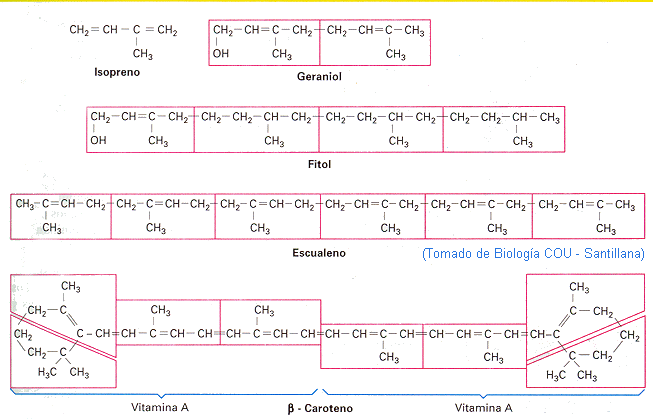 CH₂=CH—C=CH₂
CH₃
Isopreno
CH₂—CH=C—CH₂—CH₂—CH=C—CH₃
OH CH₃ CH₃
Geraniol
CH₂—CH=C—CH₂—CH₂—CH₂—CH—CH₂—CH₂—CH₂—CH—CH₂—CH₂—CH₂—CH—CH₃
OH CH₃ CH₃ CH₃ CH₃
Fitol
CH₃—C=CH—CH₂—CH₂—C=CH—CH₂—CH₂—C=CH—CH₂—CH₂—CH=C—CH₂—CH₂—CH=C—CH₂—CH₂—CH=C—CH₃
CH₃ CH₃ CH₃ CH₃ CH₃ CH₃
Escualeno
(Tomado de Biología COU - Santillana)
CH₃ CH₃ CH₃ CH₃
CH₂ C CH₂
CH₂ C—CH=CH—C=CH—CH=CH—C=CH—CH=CH—CH=C—CH=CH—CH=C—CH=CH—C CH₂
CH₂ C CH₃ CH₃ C CH₂
H₃C CH₃ H₃C CH₃
Vitamina A β - Caroteno Vitamina A